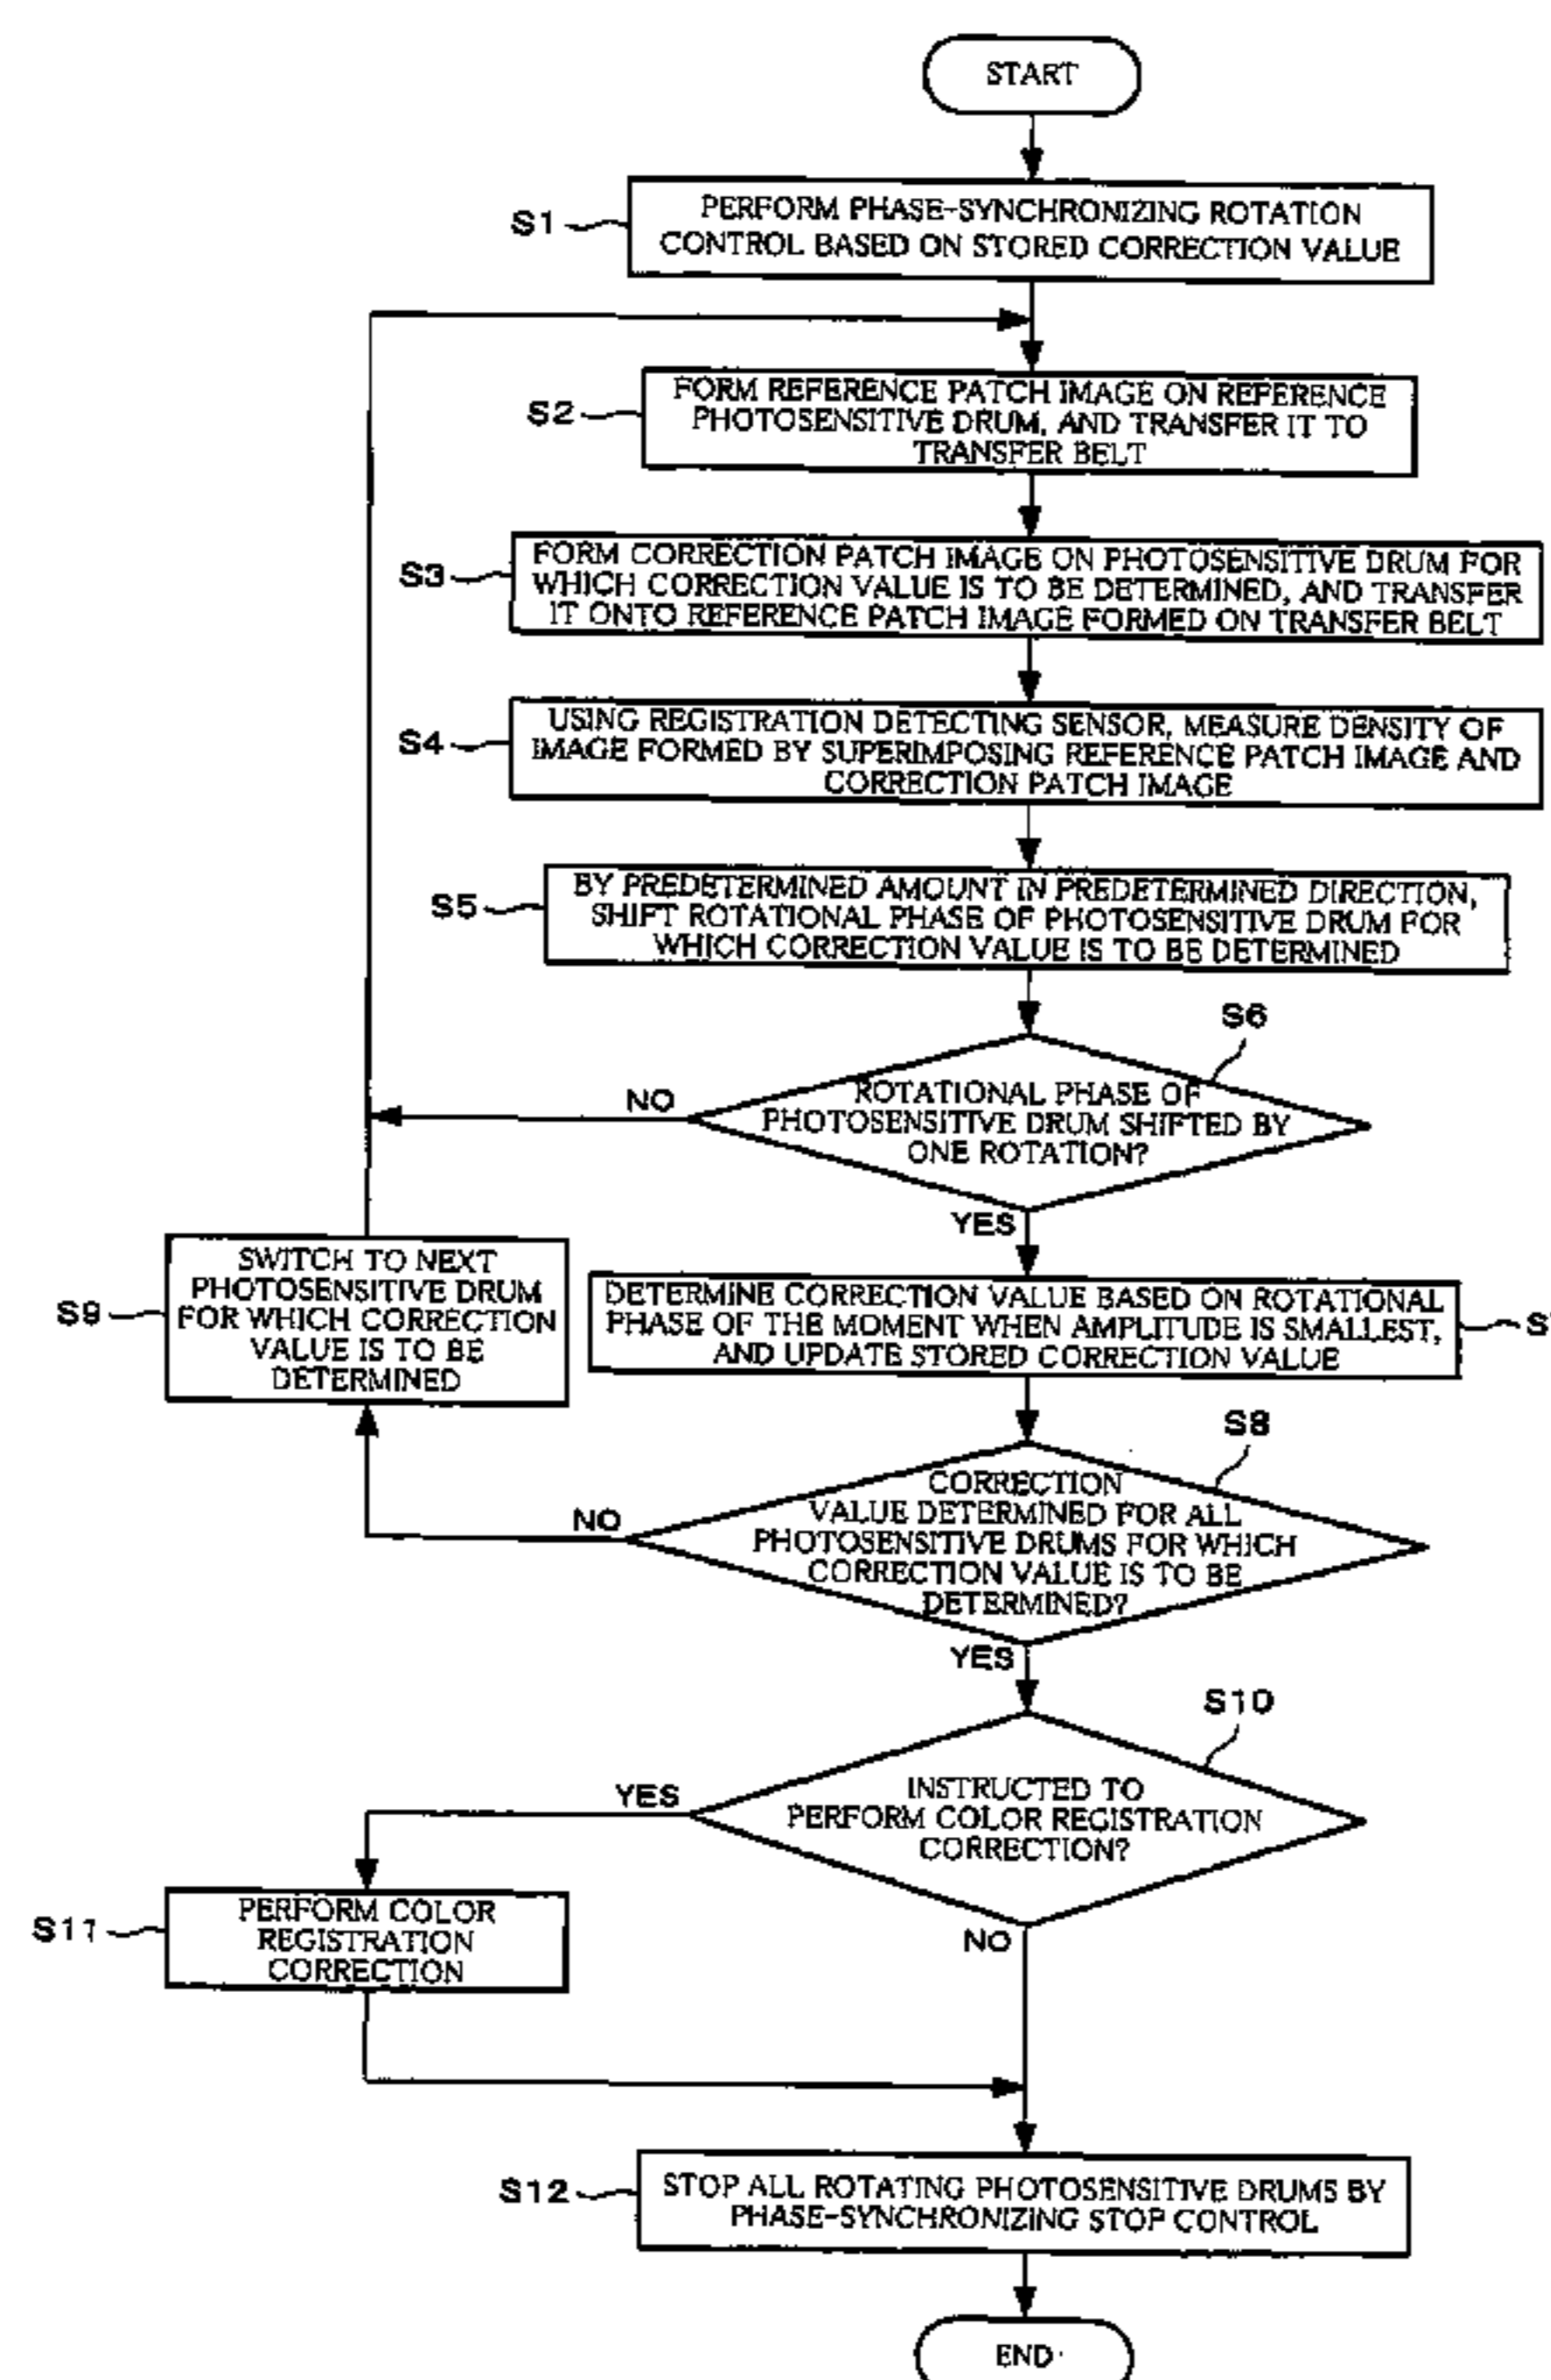 START
S1
PERFORM PHASE-SYNCHRONIZING ROTATION
CONTROL BASED ON STORED CORRECTION VALUE
S2
FORM REFERENCE PATCH IMAGE ON REFERENCE
PHOTOSENSITIVE DRUM, AND TRANSFER IT TO
TRANSFER BELT
S3
FORM CORRECTION PATCH IMAGE ON PHOTOSENSITIVE DRUM FOR
WHICH CORRECTION VALUE IS TO BE DETERMINED, AND TRANSFER
IT ONTO REFERENCE PATCH IMAGE FORMED ON TRANSFER BELT
S4
USING REGISTRATION DETECTING SENSOR, MEASURE DENSITY OF
IMAGE FORMED BY SUPERIMPOSING REFERENCE PATCH IMAGE AND
CORRECTION PATCH IMAGE
S5
BY PREDETERMINED AMOUNT IN PREDETERMINED DIRECTION,
SHIFT ROTATIONAL PHASE OF PHOTOSENSITIVE DRUM FOR
WHICH CORRECTION VALUE IS TO BE DETERMINED
S6
ROTATIONAL PHASE OF
PHOTOSENSITIVE DRUM SHIFTED BY
ONE ROTATION?
NO
YES
S9
SWITCH TO NEXT
PHOTOSENSITIVE DRUM
FOR WHICH CORRECTION
VALUE IS TO BE
DETERMINED
DETERMINE CORRECTION VALUE BASED ON ROTATIONAL
PHASE OF THE MOMENT WHEN AMPLITUDE IS SMALLEST,
AND UPDATE STORED CORRECTION VALUE
S8
CORRECTION
VALUE DETERMINED FOR ALL
PHOTOSENSITIVE DRUMS FOR WHICH
CORRECTION VALUE IS TO BE
DETERMINED?
NO
YES
S10
INSTRUCTED TO
PERFORM COLOR REGISTRATION
CORRECTION?
YES
NO
S11
PERFORM COLOR
REGISTRATION
CORRECTION
S12
STOP ALL ROTATING PHOTOSENSITIVE DRUMS BY
PHASE-SYNCHRONIZING STOP CONTROL
END